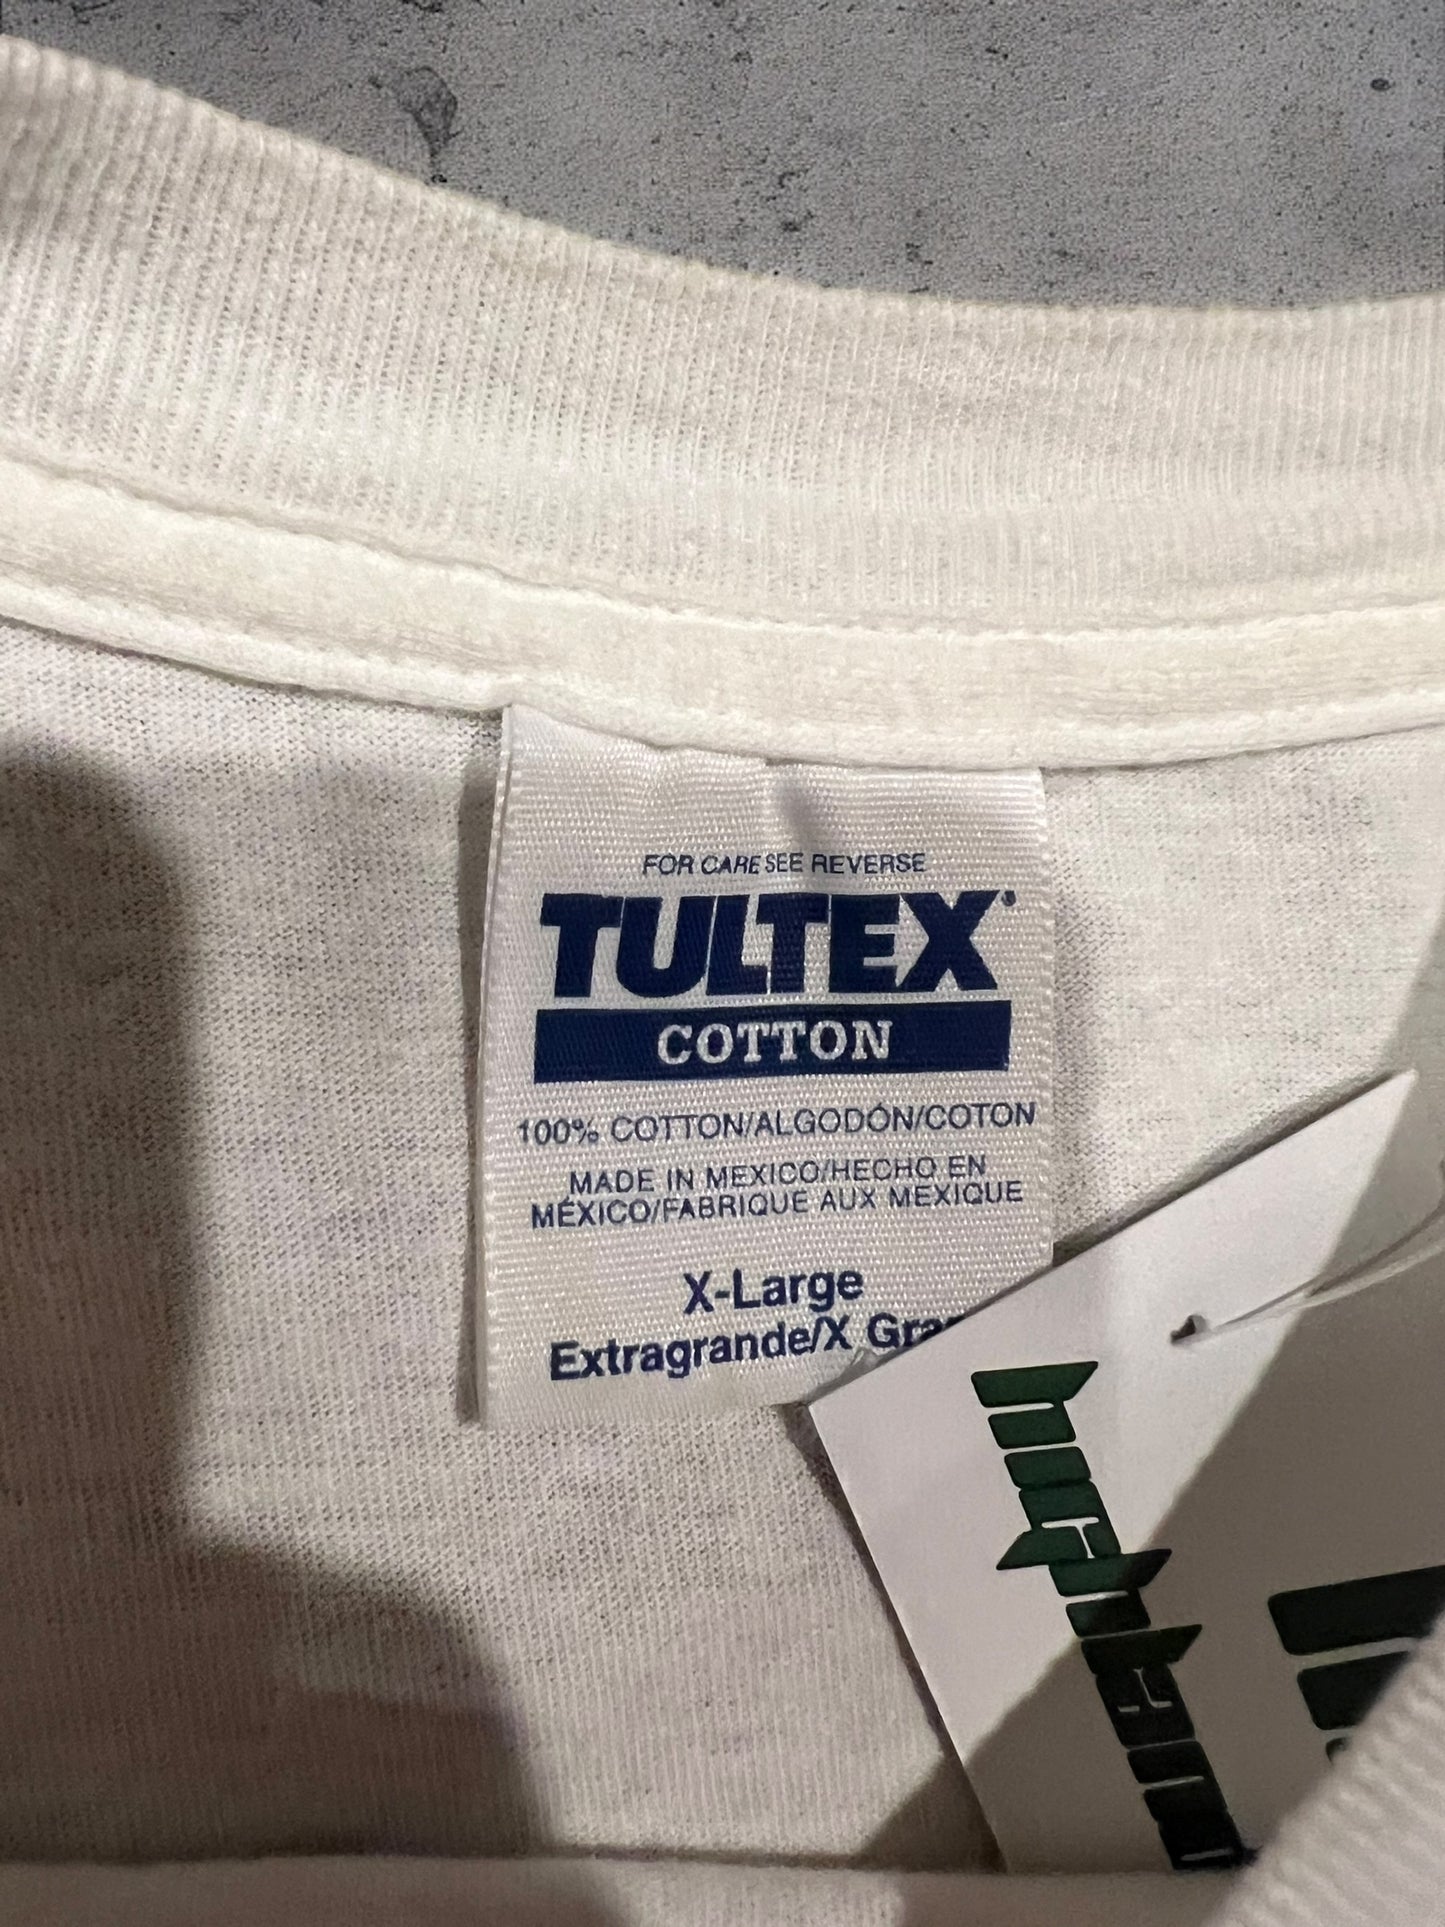 FOR CARE SEE REVERSE
TULTEX®
COTTON
100% COTTON/ALGODÓN/COTON
MADE IN MEXICO/HECHO EN
MÉXICO/FABRIQUE AUX MEXIQUE
X-Large
Extragrande/X